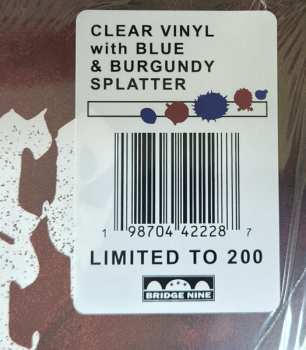 CLEAR VINYL
with BLUE
& BURGUNDY
SPLATTER
1 98704 42228 7
LIMITED TO 200
BRIDGE NINE